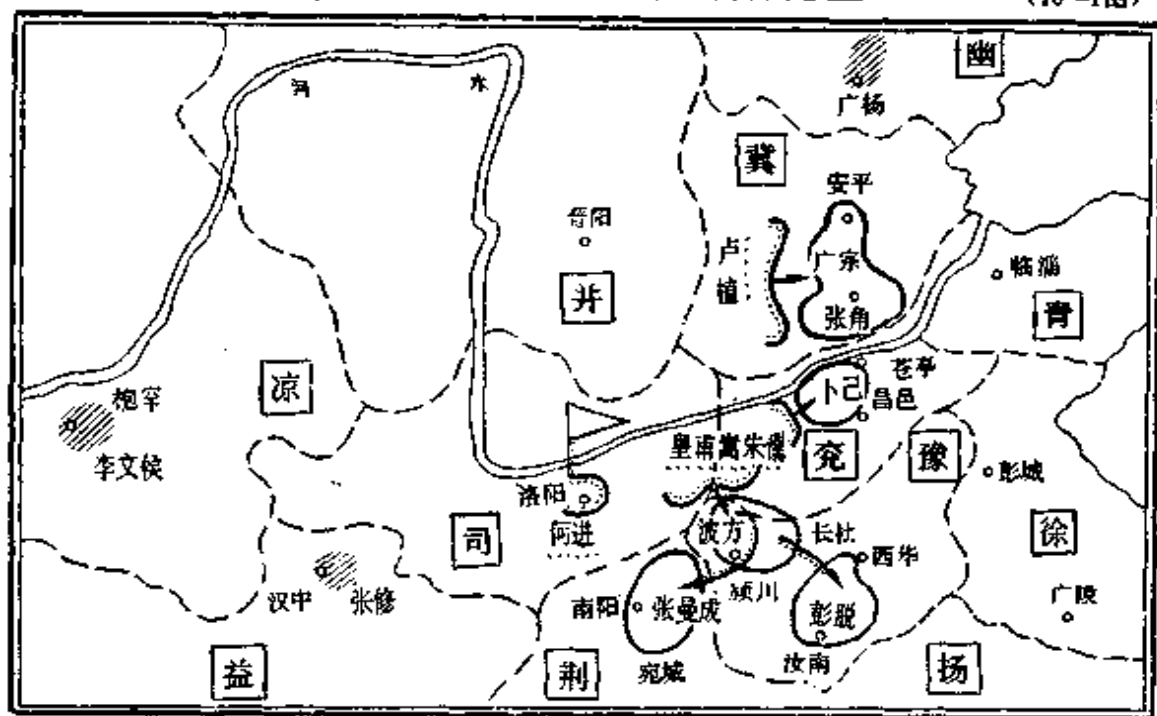 河
水
幽
广杨
冀
安平
晋阳
卢植
广宗
临淄
并
张角
青
苍亭
凉
卜己
昌邑
枹罕
李文侯
皇甫嵩朱儁
兖
豫
彭城
洛阳
何进
司
波方
长社
西华
徐
汉中
张修
南阳
张曼成
颍川
彭脱
广陵
汝南
宛城
益
荆
扬